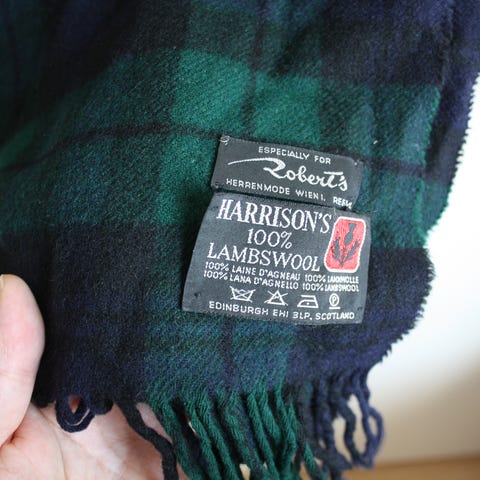 ESPECIALLY FOR
Robert's
HERRENMODE WIEN I.
HARRISON'S
100%
LAMBSWOOL
100% LAINE D'AGNEAU 100% LAMMWOLLE
100% LANA D'AGNELLO 100% LAMBSWOOL
P
EDINBURGH EH1 3LP, SCOTLAND